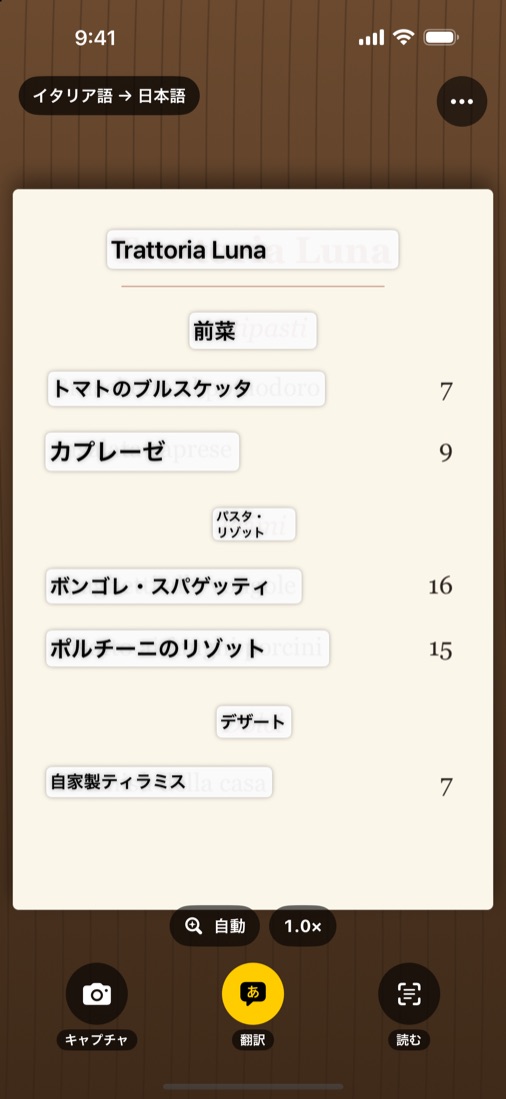 9:41
イタリア語 → 日本語
Trattoria Luna
前菜
トマトのブルスケッタ 7
カプレーゼ 9
パスタ・
リゾット
ボンゴレ・スパゲッティ 16
ポルチーニのリゾット 15
デザート
自家製ティラミス 7
自動 1.0×
あ
キャプチャ 翻訳 読む